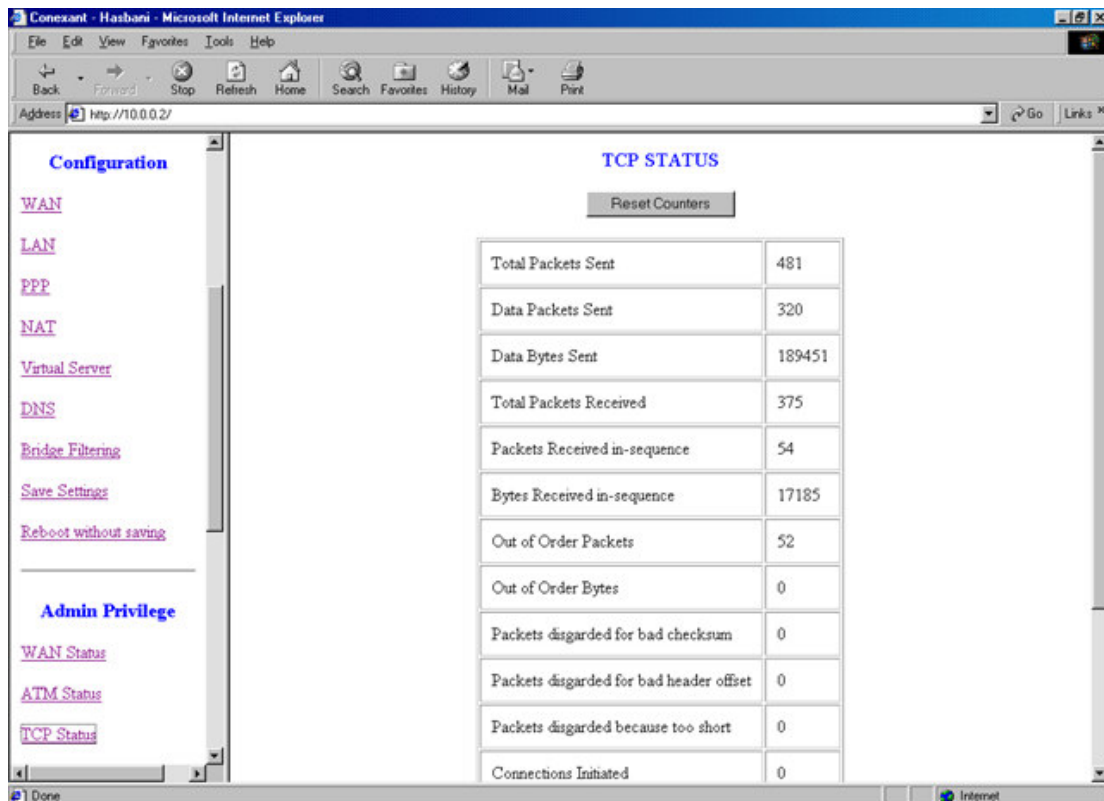 Conexant - Hasbani - Microsoft Internet Explorer
File Edit View Favorites Tools Help
Back Forward Stop Refresh Home Search Favorites History Mail Print
Address http://10.0.0.2/ Go Links »
Configuration
WAN
LAN
PPP
NAT
Virtual Server
DNS
Bridge Filtering
Save Settings
Reboot without saving
Admin Privilege
WAN Status
ATM Status
TCP Status
TCP STATUS
Reset Counters
Total Packets Sent 481
Data Packets Sent 320
Data Bytes Sent 189451
Total Packets Received 375
Packets Received in-sequence 54
Bytes Received in-sequence 17185
Out of Order Packets 52
Out of Order Bytes 0
Packets disgarded for bad checksum 0
Packets disgarded for bad header offset 0
Packets disgarded because too short 0
Connections Initiated 0
Done Internet